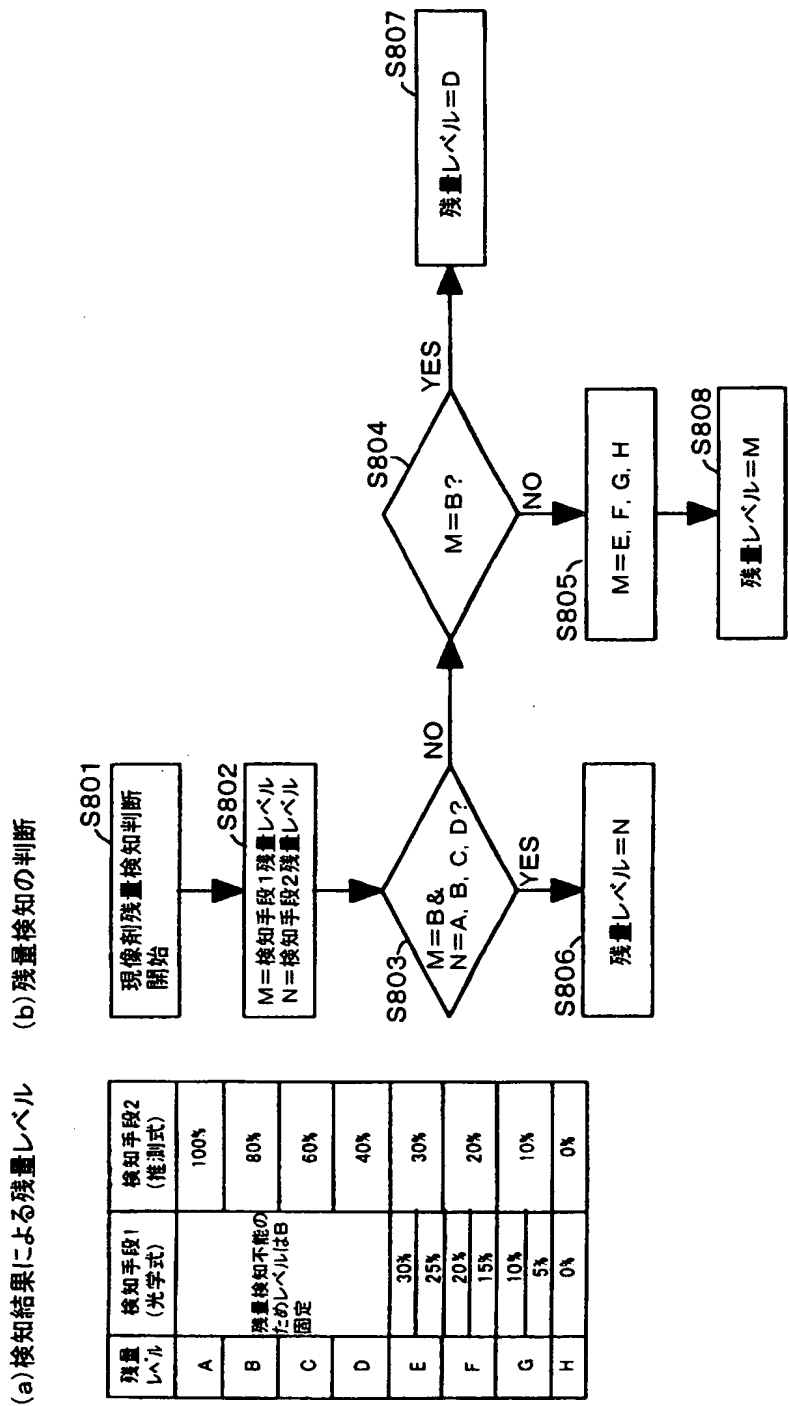 (a)検知結果による残量レベル
残量
レベル
検知手段1
(光学式)
検知手段2
(推測式)
A
残量検知不能の
ためレベルはB
固定
100%
B
80%
C
60%
D
40%
E
30%
25%
30%
F
20%
15%
20%
G
10%
5%
10%
H
0%
0%
(b)残量検知の判断
S801
現像剤残量検知判断
開始
S802
M=検知手段1残量レベル
N=検知手段2残量レベル
S803
M=B&
N=A, B, C, D?
NO
YES
S806
残量レベル=N
S804
M=B?
YES
NO
S807
残量レベル=D
S805
M=E, F, G, H
S808
残量レベル=M